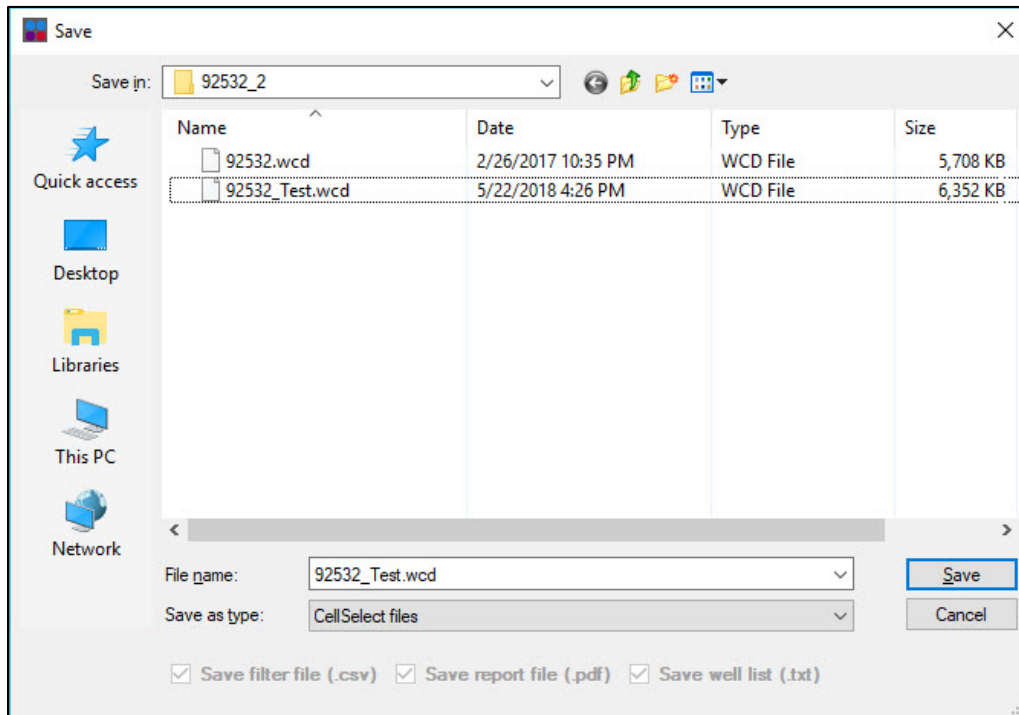 Save
Save in: 92532_2
Name Date Type Size
92532.wcd 2/26/2017 10:35 PM WCD File 5,708 KB
92532_Test.wcd 5/22/2018 4:26 PM WCD File 6,352 KB
Quick access
Desktop
Libraries
This PC
Network
File name: 92532_Test.wcd Save
Save as type: CellSelect files Cancel
Save filter file (.csv) Save report file (.pdf) Save well list (.txt)